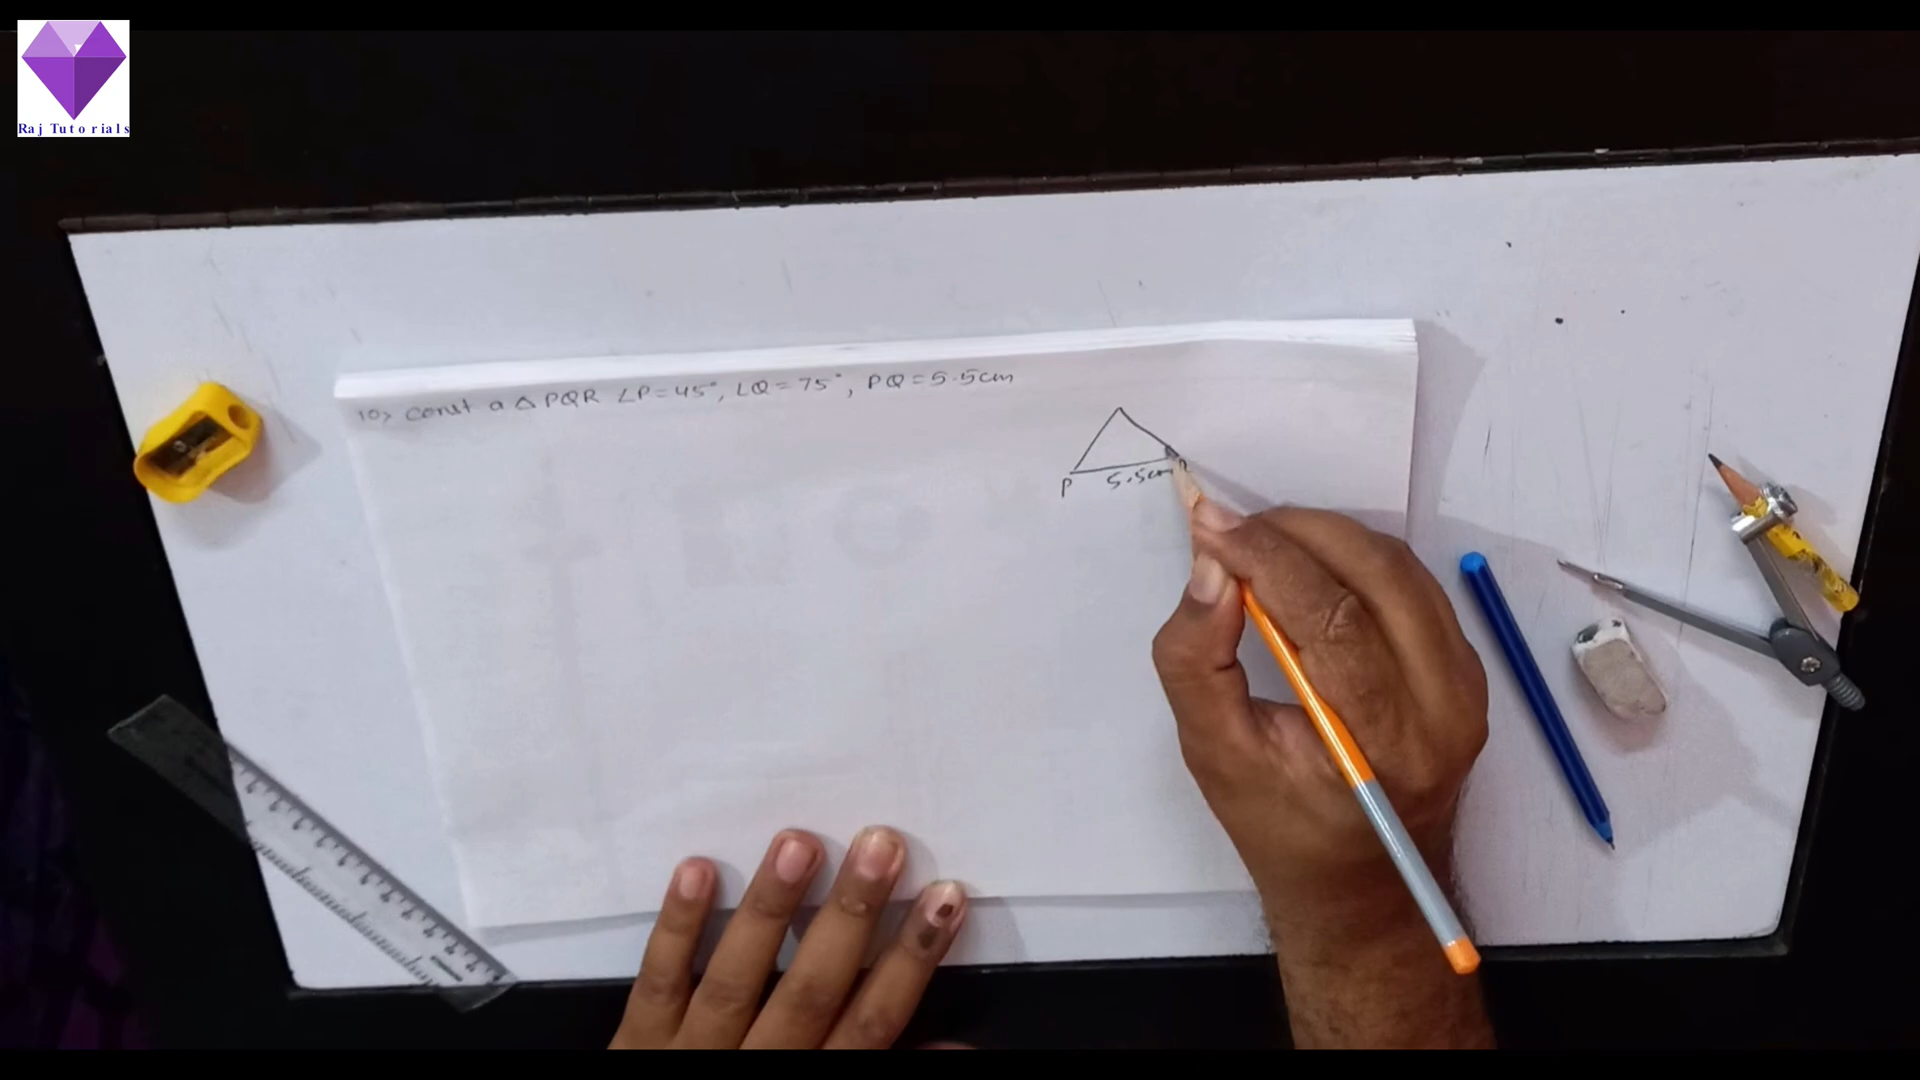 Raj Tutorials
10> const a △ PQR ∠P=45°, ∠Q=75°, PQ=5.5cm
P 5.5cm